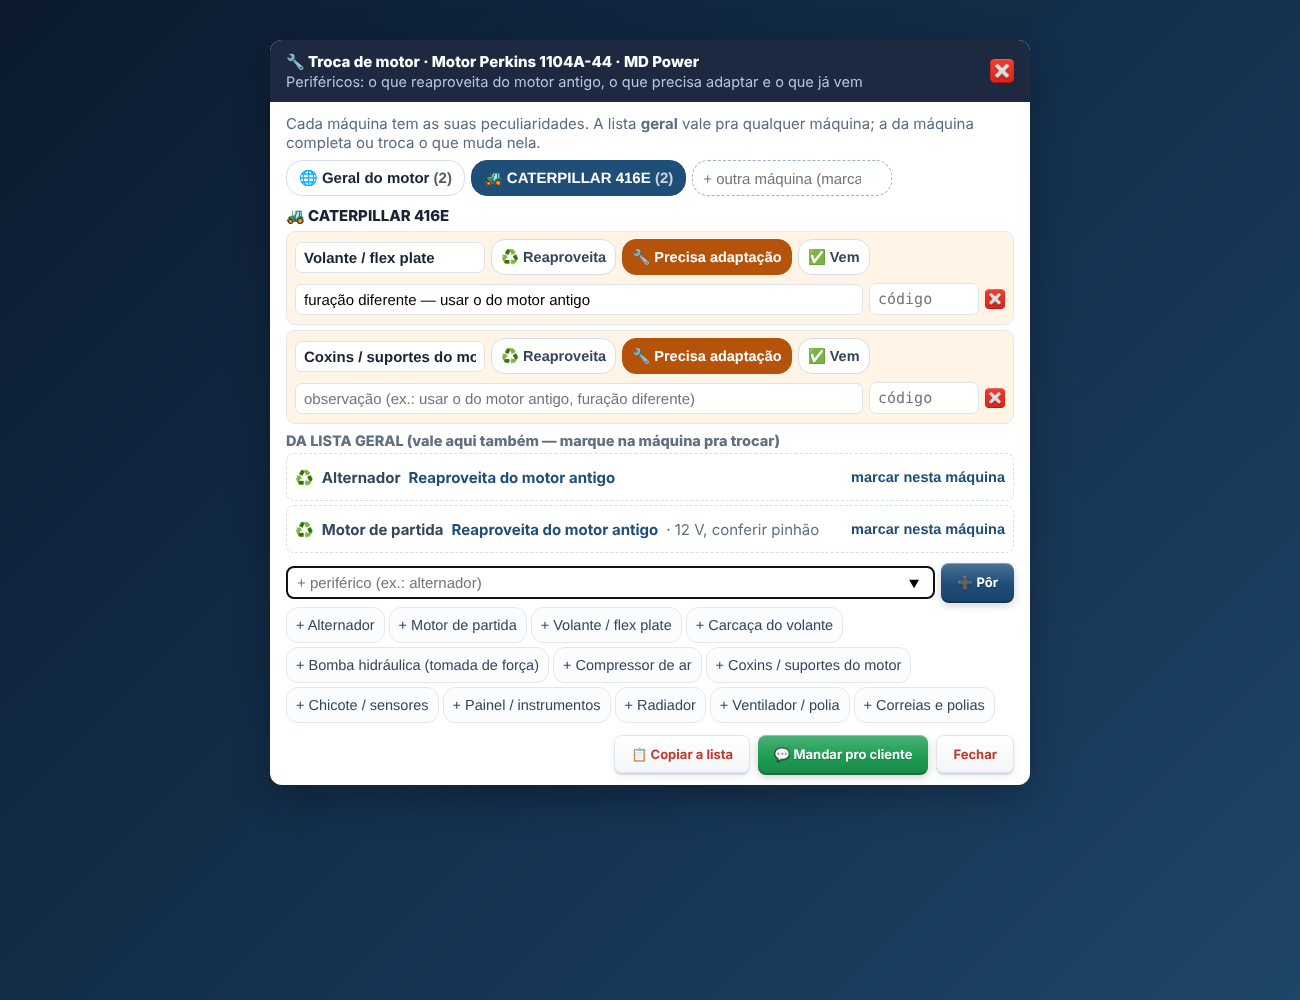 Troca de motor · Motor Perkins 1104A-44 · MD Power
Periféricos: o que reaproveita do motor antigo, o que precisa adaptar e o que já vem
Cada máquina tem as suas peculiaridades. A lista geral vale pra qualquer máquina; a da máquina
completa ou troca o que muda nela.
Geral do motor (2)
CATERPILLAR 416E (2)
+ outra máquina (marca
CATERPILLAR 416E
Volante / flex plate
Reaproveita
Precisa adaptação
Vem
furação diferente — usar o do motor antigo
código
Coxins / suportes do mo
Reaproveita
Precisa adaptação
Vem
observação (ex.: usar o do motor antigo, furação diferente)
código
DA LISTA GERAL (vale aqui também — marque na máquina pra trocar)
Alternador Reaproveita do motor antigo
marcar nesta máquina
Motor de partida Reaproveita do motor antigo · 12 V, conferir pinhão
marcar nesta máquina
+ periférico (ex.: alternador)
➕ Pôr
+ Alternador
+ Motor de partida
+ Volante / flex plate
+ Carcaça do volante
+ Bomba hidráulica (tomada de força)
+ Compressor de ar
+ Coxins / suportes do motor
+ Chicote / sensores
+ Painel / instrumentos
+ Radiador
+ Ventilador / polia
+ Correias e polias
Copiar a lista
Mandar pro cliente
Fechar